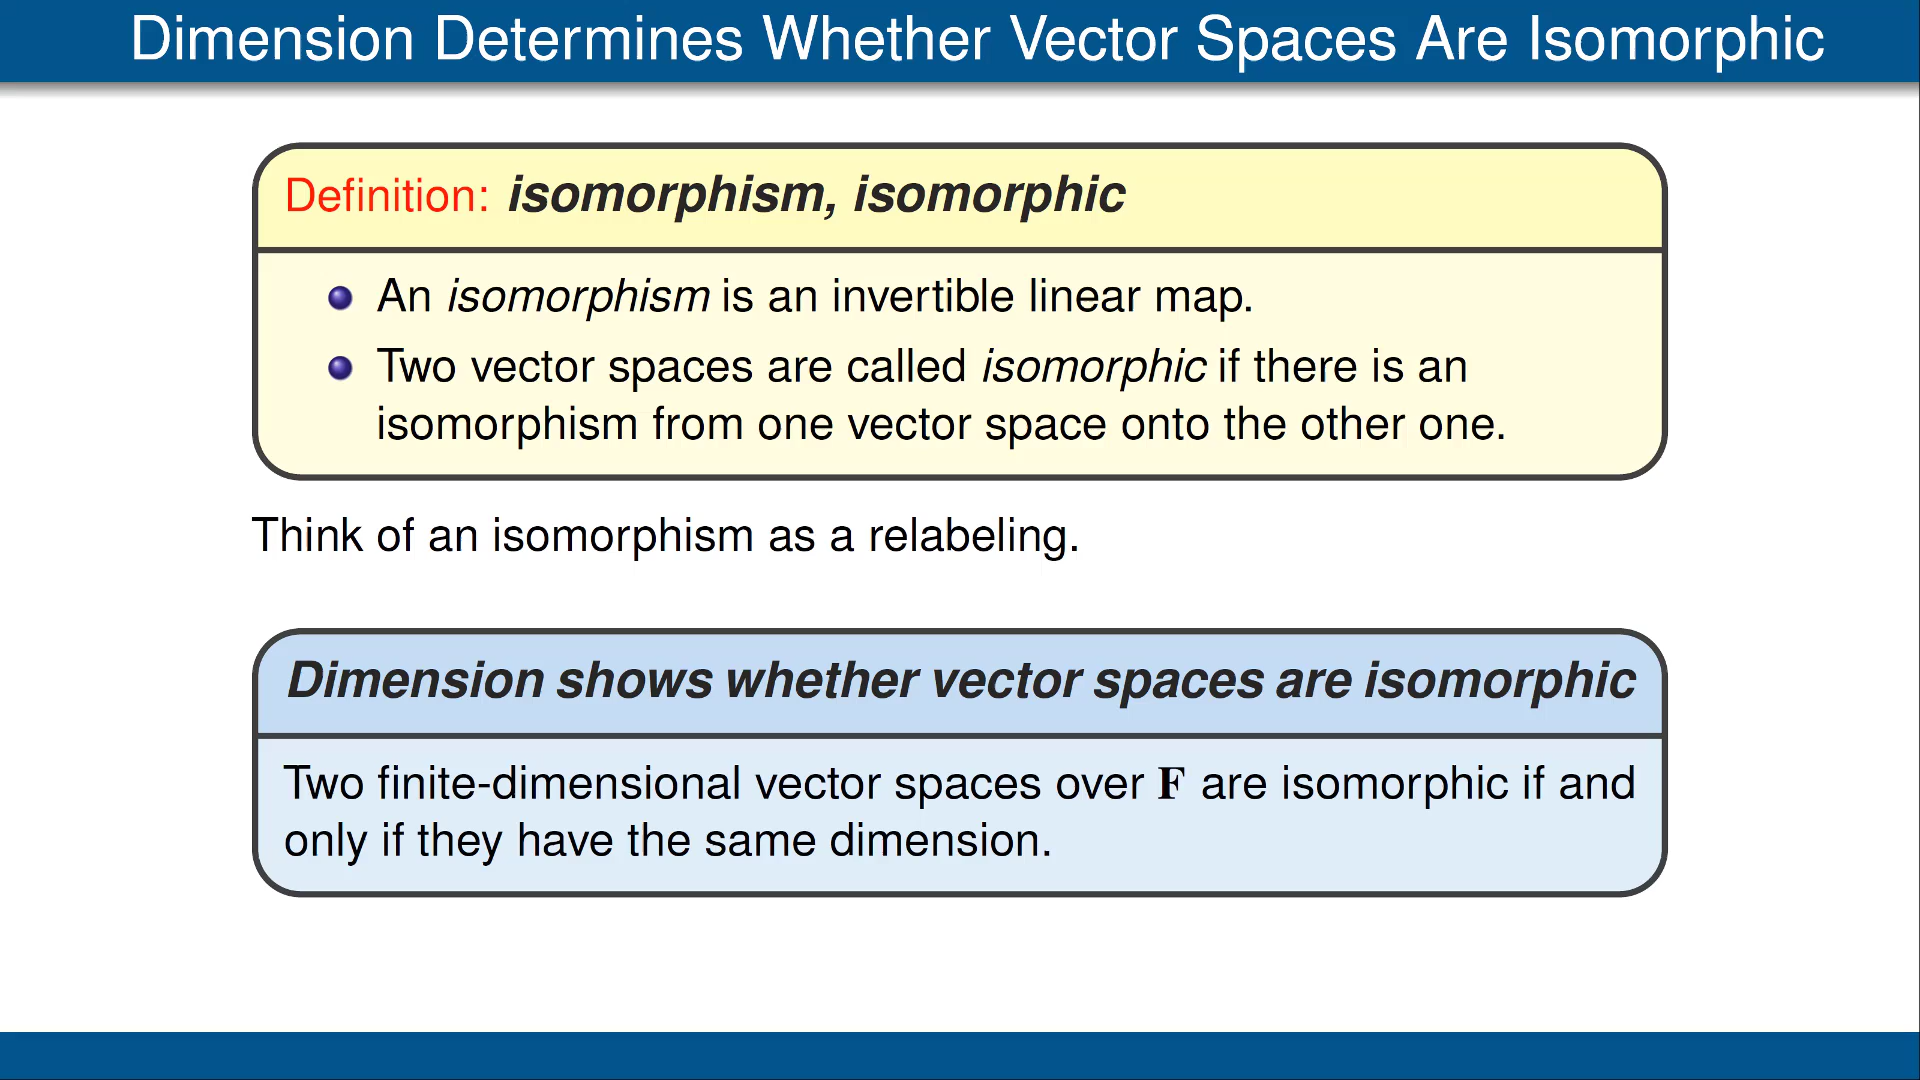 Dimension Determines Whether Vector Spaces Are Isomorphic
Definition: isomorphism, isomorphic
An isomorphism is an invertible linear map.
Two vector spaces are called isomorphic if there is an
isomorphism from one vector space onto the other one.
Think of an isomorphism as a relabeling.
Dimension shows whether vector spaces are isomorphic
Two finite-dimensional vector spaces over F are isomorphic if and
only if they have the same dimension.